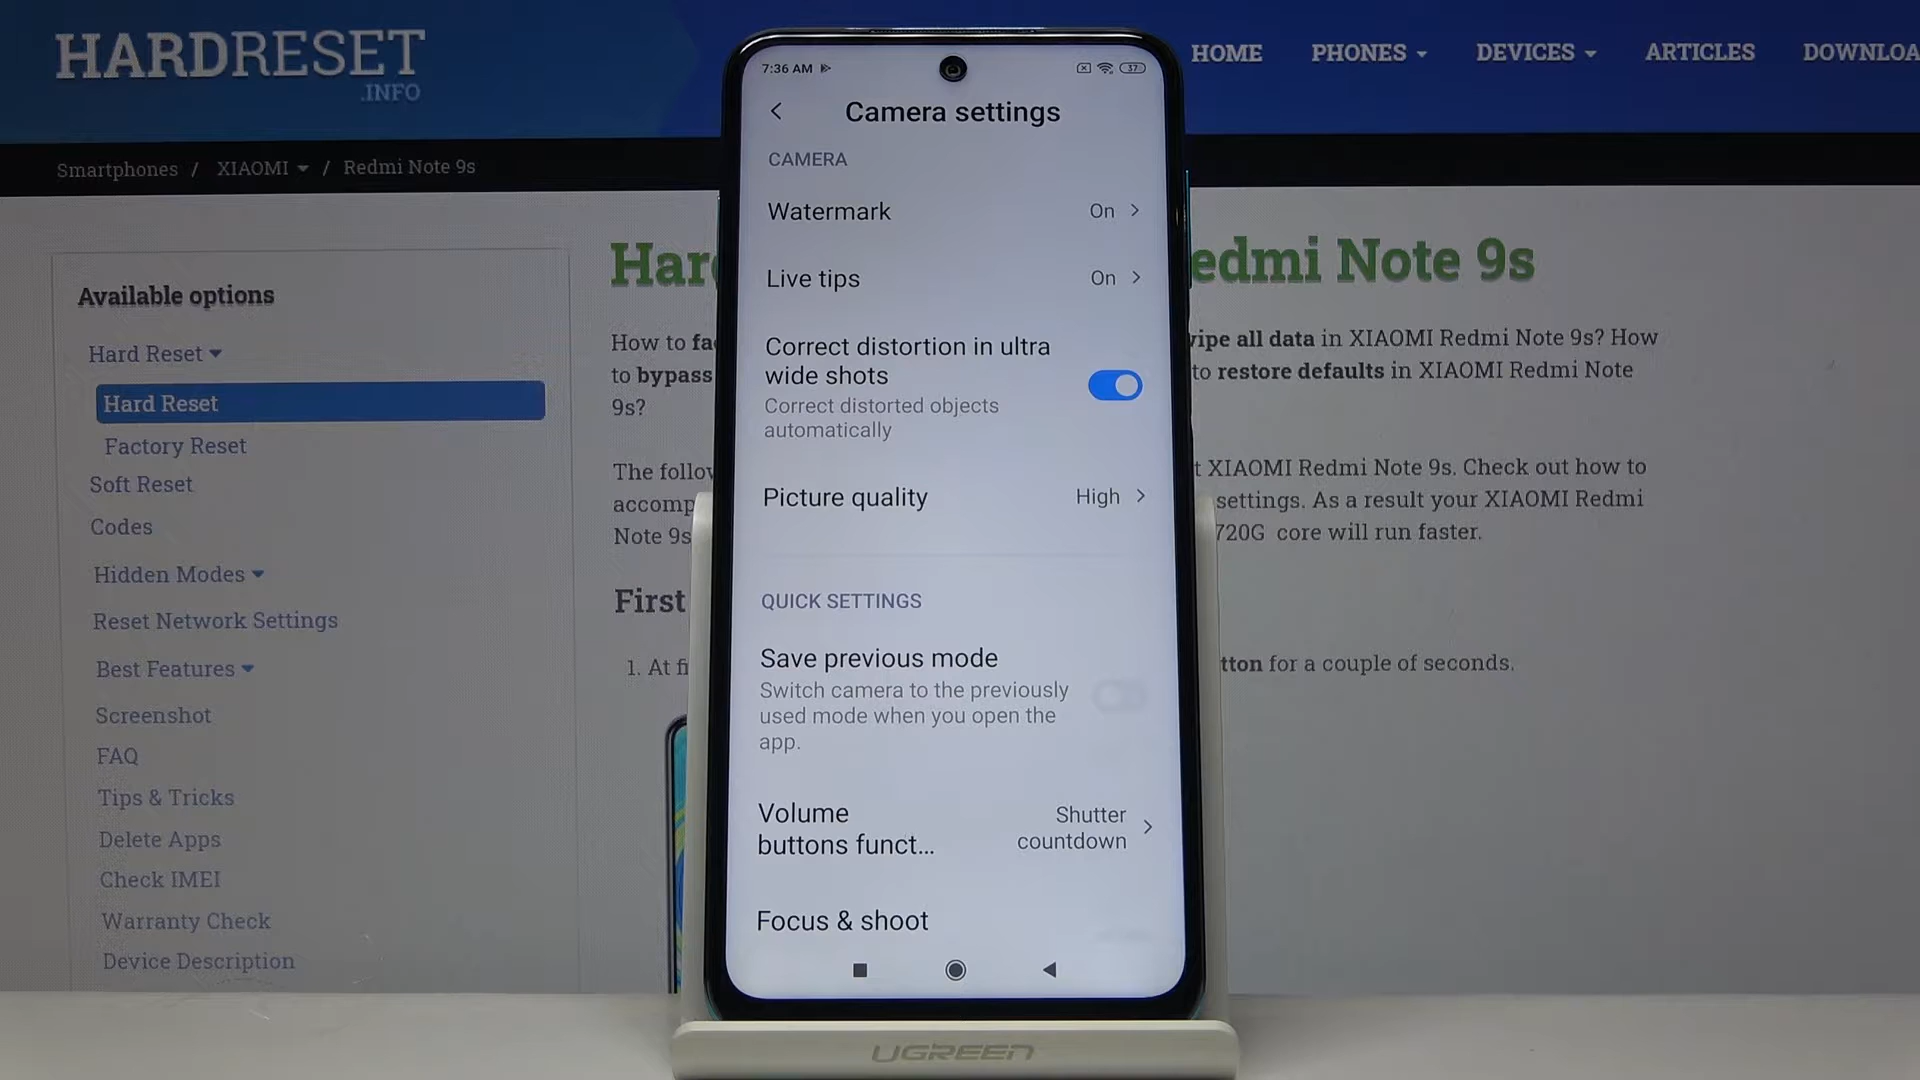 HARDRESET
.INFO
HOME PHONES DEVICES ARTICLES DOWNLOA
Smartphones / XIAOMI / Redmi Note 9s
Available options
Hard Reset
Hard Reset
Factory Reset
Soft Reset
Codes
Hidden Modes
Reset Network Settings
Best Features
Screenshot
FAQ
Tips & Tricks
Delete Apps
Check IMEI
Warranty Check
Device Description
Har edmi Note 9s
How to fa wipe all data in XIAOMI Redmi Note 9s? How
to bypass to restore defaults in XIAOMI Redmi Note
9s?
The follow t XIAOMI Redmi Note 9s. Check out how to
accomp settings. As a result your XIAOMI Redmi
Note 9s 720G core will run faster.
First
1. At fi tton for a couple of seconds.
7:36 AM 37
Camera settings
CAMERA
Watermark On
Live tips On
Correct distortion in ultra
wide shots
Correct distorted objects
automatically
Picture quality High
QUICK SETTINGS
Save previous mode
Switch camera to the previously
used mode when you open the
app.
Volume
buttons funct...
Shutter
countdown
Focus & shoot
UGREEN